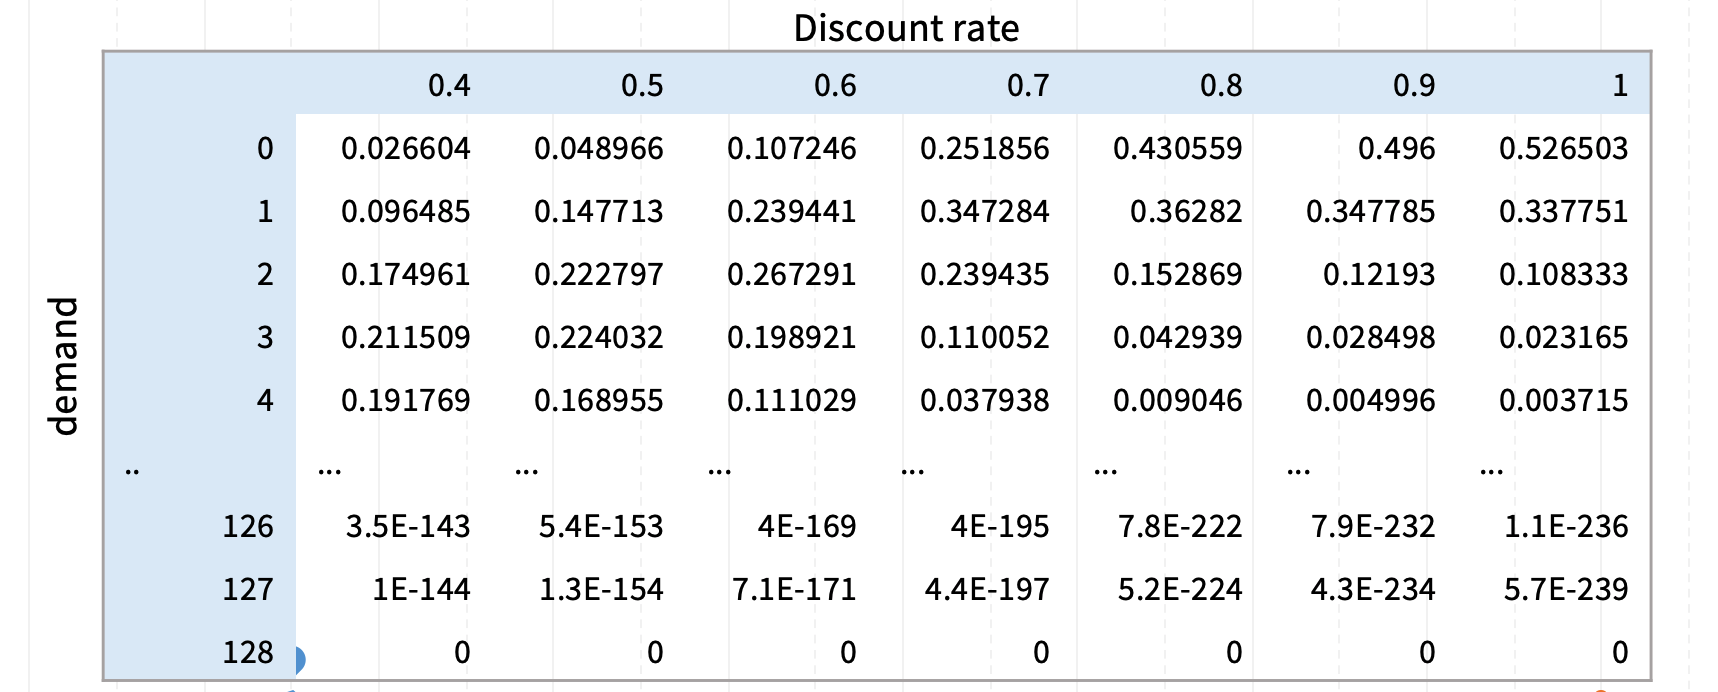 Discount rate
0.4 0.5 0.6 0.7 0.8 0.9 1
0 0.026604 0.048966 0.107246 0.251856 0.430559 0.496 0.526503
1 0.096485 0.147713 0.239441 0.347284 0.36282 0.347785 0.337751
2 0.174961 0.222797 0.267291 0.239435 0.152869 0.12193 0.108333
3 0.211509 0.224032 0.198921 0.110052 0.042939 0.028498 0.023165
demand
4 0.191769 0.168955 0.111029 0.037938 0.009046 0.004996 0.003715
.. ... ... ... ... ... ... ...
126 3.5E-143 5.4E-153 4E-169 4E-195 7.8E-222 7.9E-232 1.1E-236
127 1E-144 1.3E-154 7.1E-171 4.4E-197 5.2E-224 4.3E-234 5.7E-239
128 0 0 0 0 0 0 0